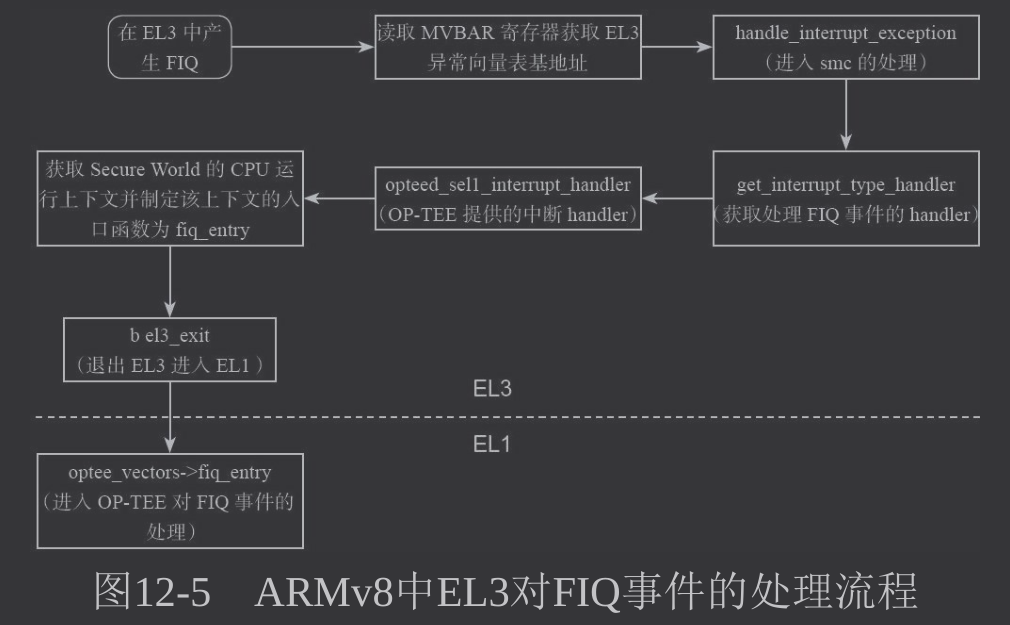 在 EL3 中产
生 FIQ
读取 MVBAR 寄存器获取 EL3
异常向量表基地址
handle_interrupt_exception
（进入 smc 的处理）
get_interrupt_type_handler
（获取处理 FIQ 事件的 handler）
opteed_sel1_interrupt_handler
（OP-TEE 提供的中断 handler）
获取 Secure World 的 CPU 运
行上下文并制定该上下文的入
口函数为 fiq_entry
b el3_exit
（退出 EL3 进入 EL1 ）
EL3
EL1
optee_vectors->fiq_entry
（进入 OP-TEE 对 FIQ 事件的
处理）
图12-5 ARMv8中EL3对FIQ事件的处理流程